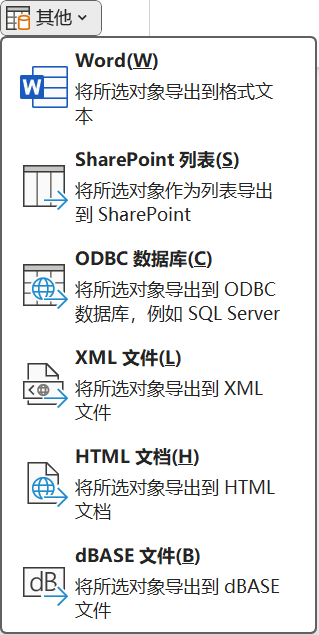 其他
Word(W)
将所选对象导出到格式文
本
SharePoint 列表(S)
将所选对象作为列表导出
到 SharePoint
ODBC 数据库(C)
将所选对象导出到 ODBC
数据库，例如 SQL Server
XML 文件(L)
将所选对象导出到 XML
文件
HTML 文档(H)
将所选对象导出到 HTML
文档
dB
dBASE 文件(B)
将所选对象导出到 dBASE
文件